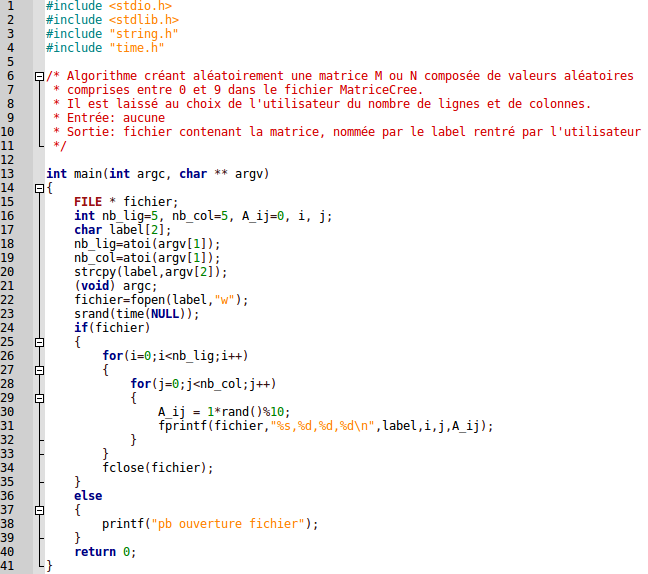 1 #include <stdio.h>
2 #include <stdlib.h>
3 #include "string.h"
4 #include "time.h"
5
6 /* Algorithme créant aléatoirement une matrice M ou N composée de valeurs aléatoires
7  * comprises entre 0 et 9 dans le fichier MatriceCree.
8  * Il est laissé au choix de l'utilisateur du nombre de lignes et de colonnes.
9  * Entrée: aucune
10  * Sortie: fichier contenant la matrice, nommée par le label rentré par l'utilisateur
11  */
12
13 int main(int argc, char ** argv)
14 {
15     FILE * fichier;
16     int nb_lig=5, nb_col=5, A_ij=0, i, j;
17     char label[2];
18     nb_lig=atoi(argv[1]);
19     nb_col=atoi(argv[1]);
20     strcpy(label,argv[2]);
21     (void) argc;
22     fichier=fopen(label,"w");
23     srand(time(NULL));
24     if(fichier)
25     {
26         for(i=0;i<nb_lig;i++)
27         {
28             for(j=0;j<nb_col;j++)
29             {
30                 A_ij = 1*rand()%10;
31                 fprintf(fichier,"%s,%d,%d,%d\n",label,i,j,A_ij);
32             }
33         }
34         fclose(fichier);
35     }
36     else
37     {
38         printf("pb ouverture fichier");
39     }
40     return 0;
41 }